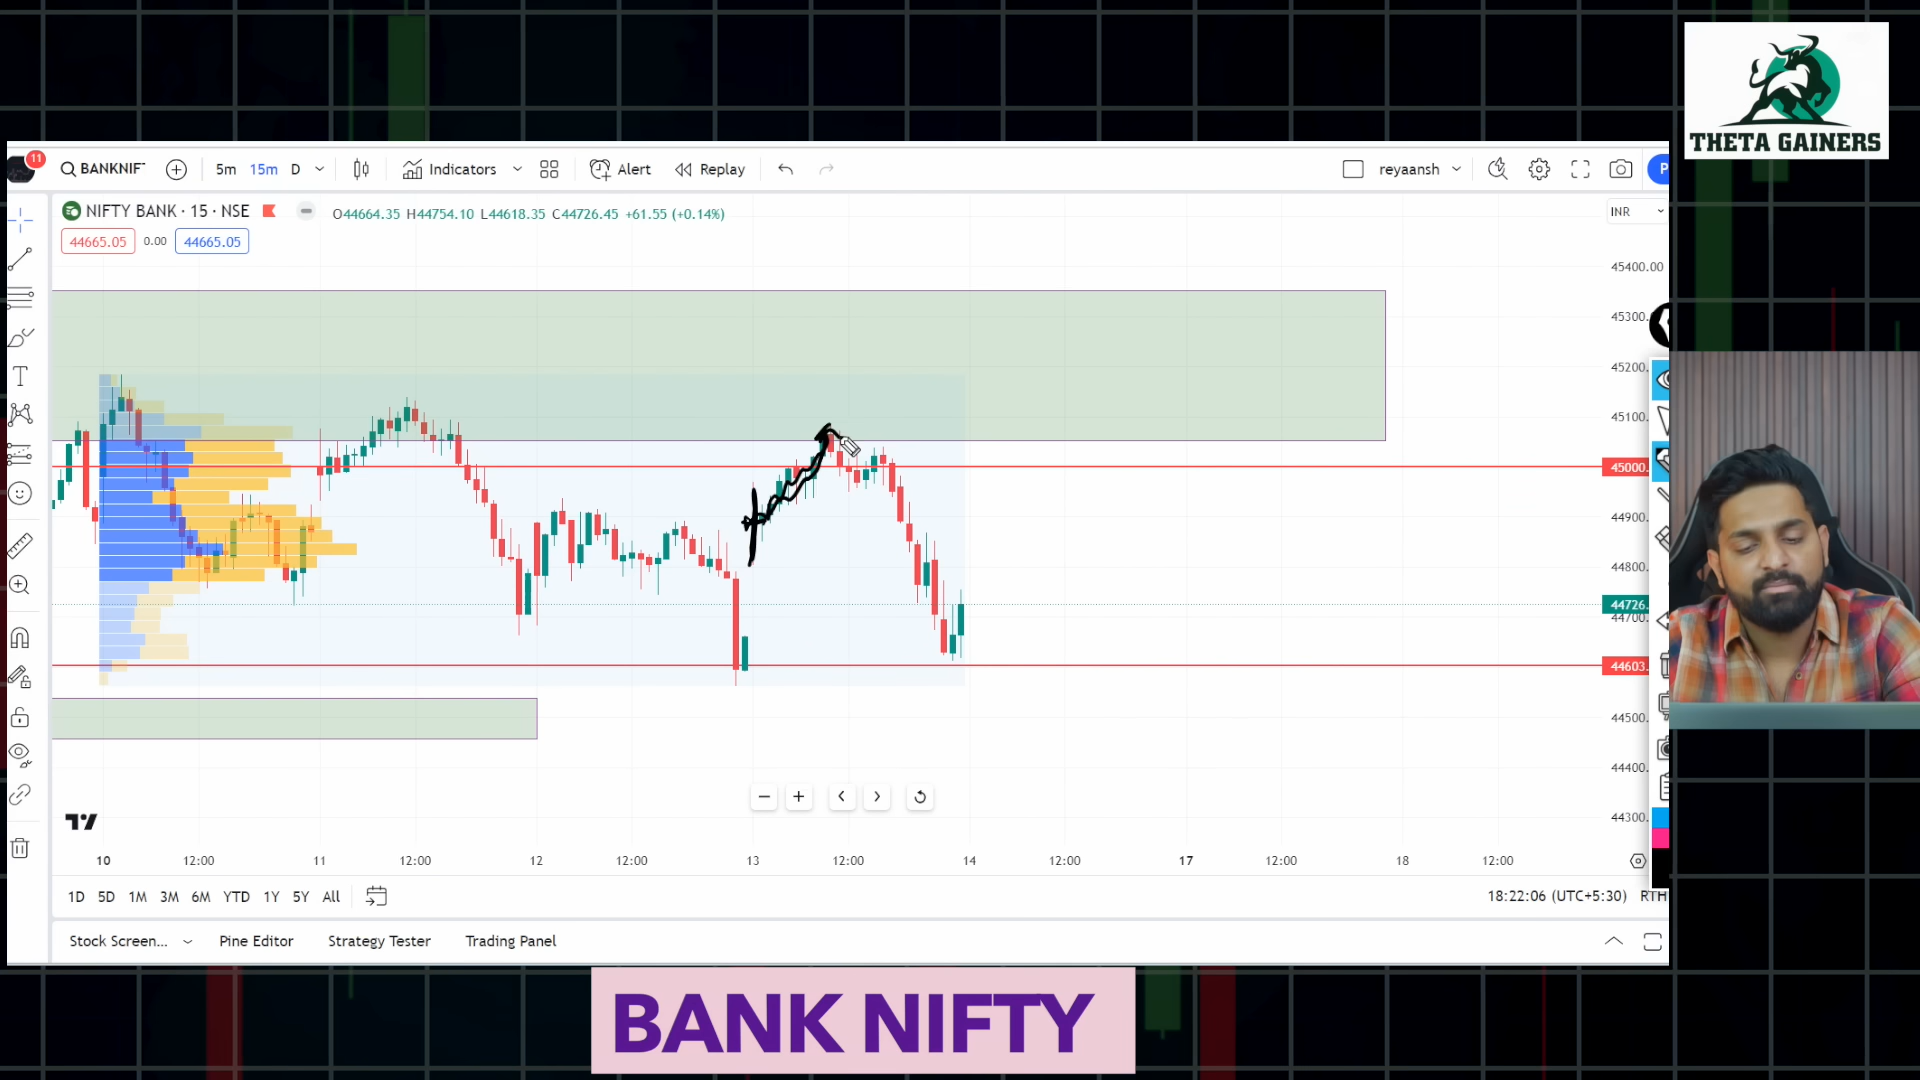 THETA GAINERS
11
BANKNIF
5m 15m D
Indicators
Alert
Replay
reyaansh
P
NIFTY BANK · 15 · NSE
O44664.35 H44754.10 L44618.35 C44726.45 +61.55 (+0.14%)
INR
44665.05 0.00 44665.05
45400.00
45300.
45200.
45100.
45000.
44900.
44800.
44726.
44700.
44603.
44500.
44400.
44300.
10 12:00 11 12:00 12 12:00 13 12:00 14 12:00 17 12:00 18 12:00
1D 5D 1M 3M 6M YTD 1Y 5Y All
18:22:06 (UTC+5:30) RTH
Stock Screen... Pine Editor Strategy Tester Trading Panel
BANK NIFTY